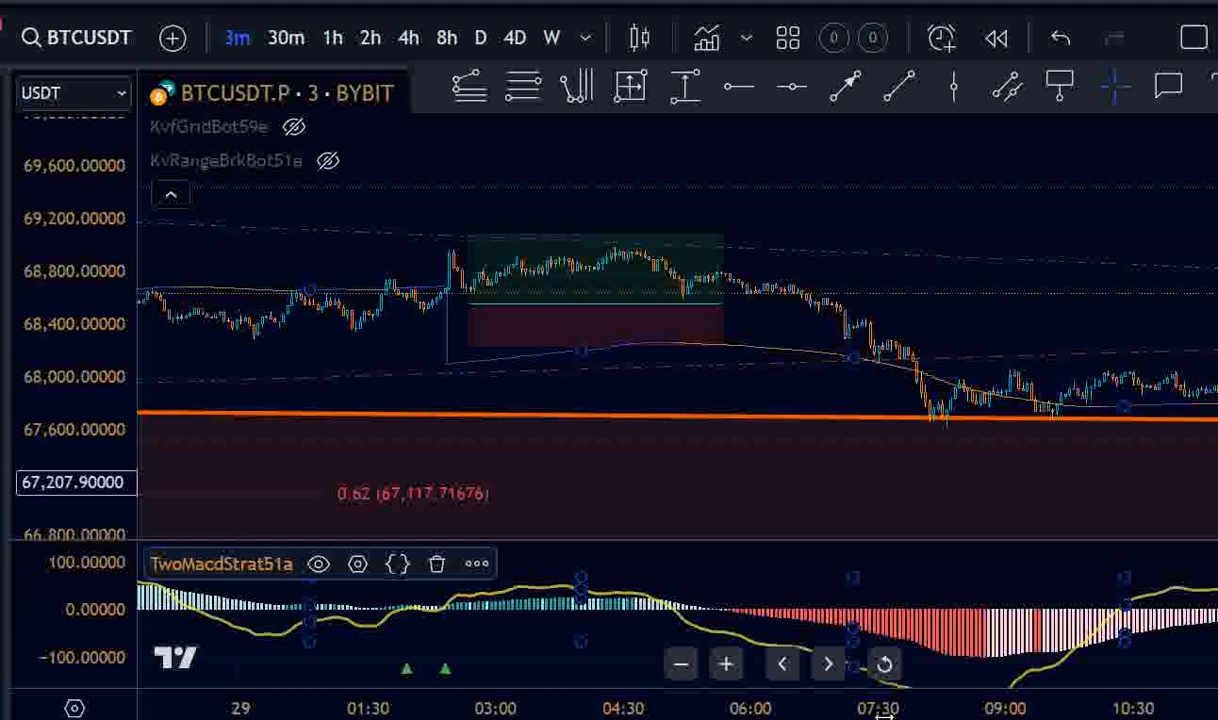 BTCUSDT 3m 30m 1h 2h 4h 8h D 4D W 0 0
USDT
BTCUSDT.P · 3 · BYBIT
KvfGridBot59e
KvRangeBrkBot51e
69,600.00000
69,200.00000
68,800.00000
68,400.00000
68,000.00000
67,600.00000
67,207.90000
0.62 (67,117.71676)
66,800.00000
TwoMacdStrat51a
100.00000
0.00000
−100.00000
29 01:30 03:00 04:30 06:00 07:30 09:00 10:30